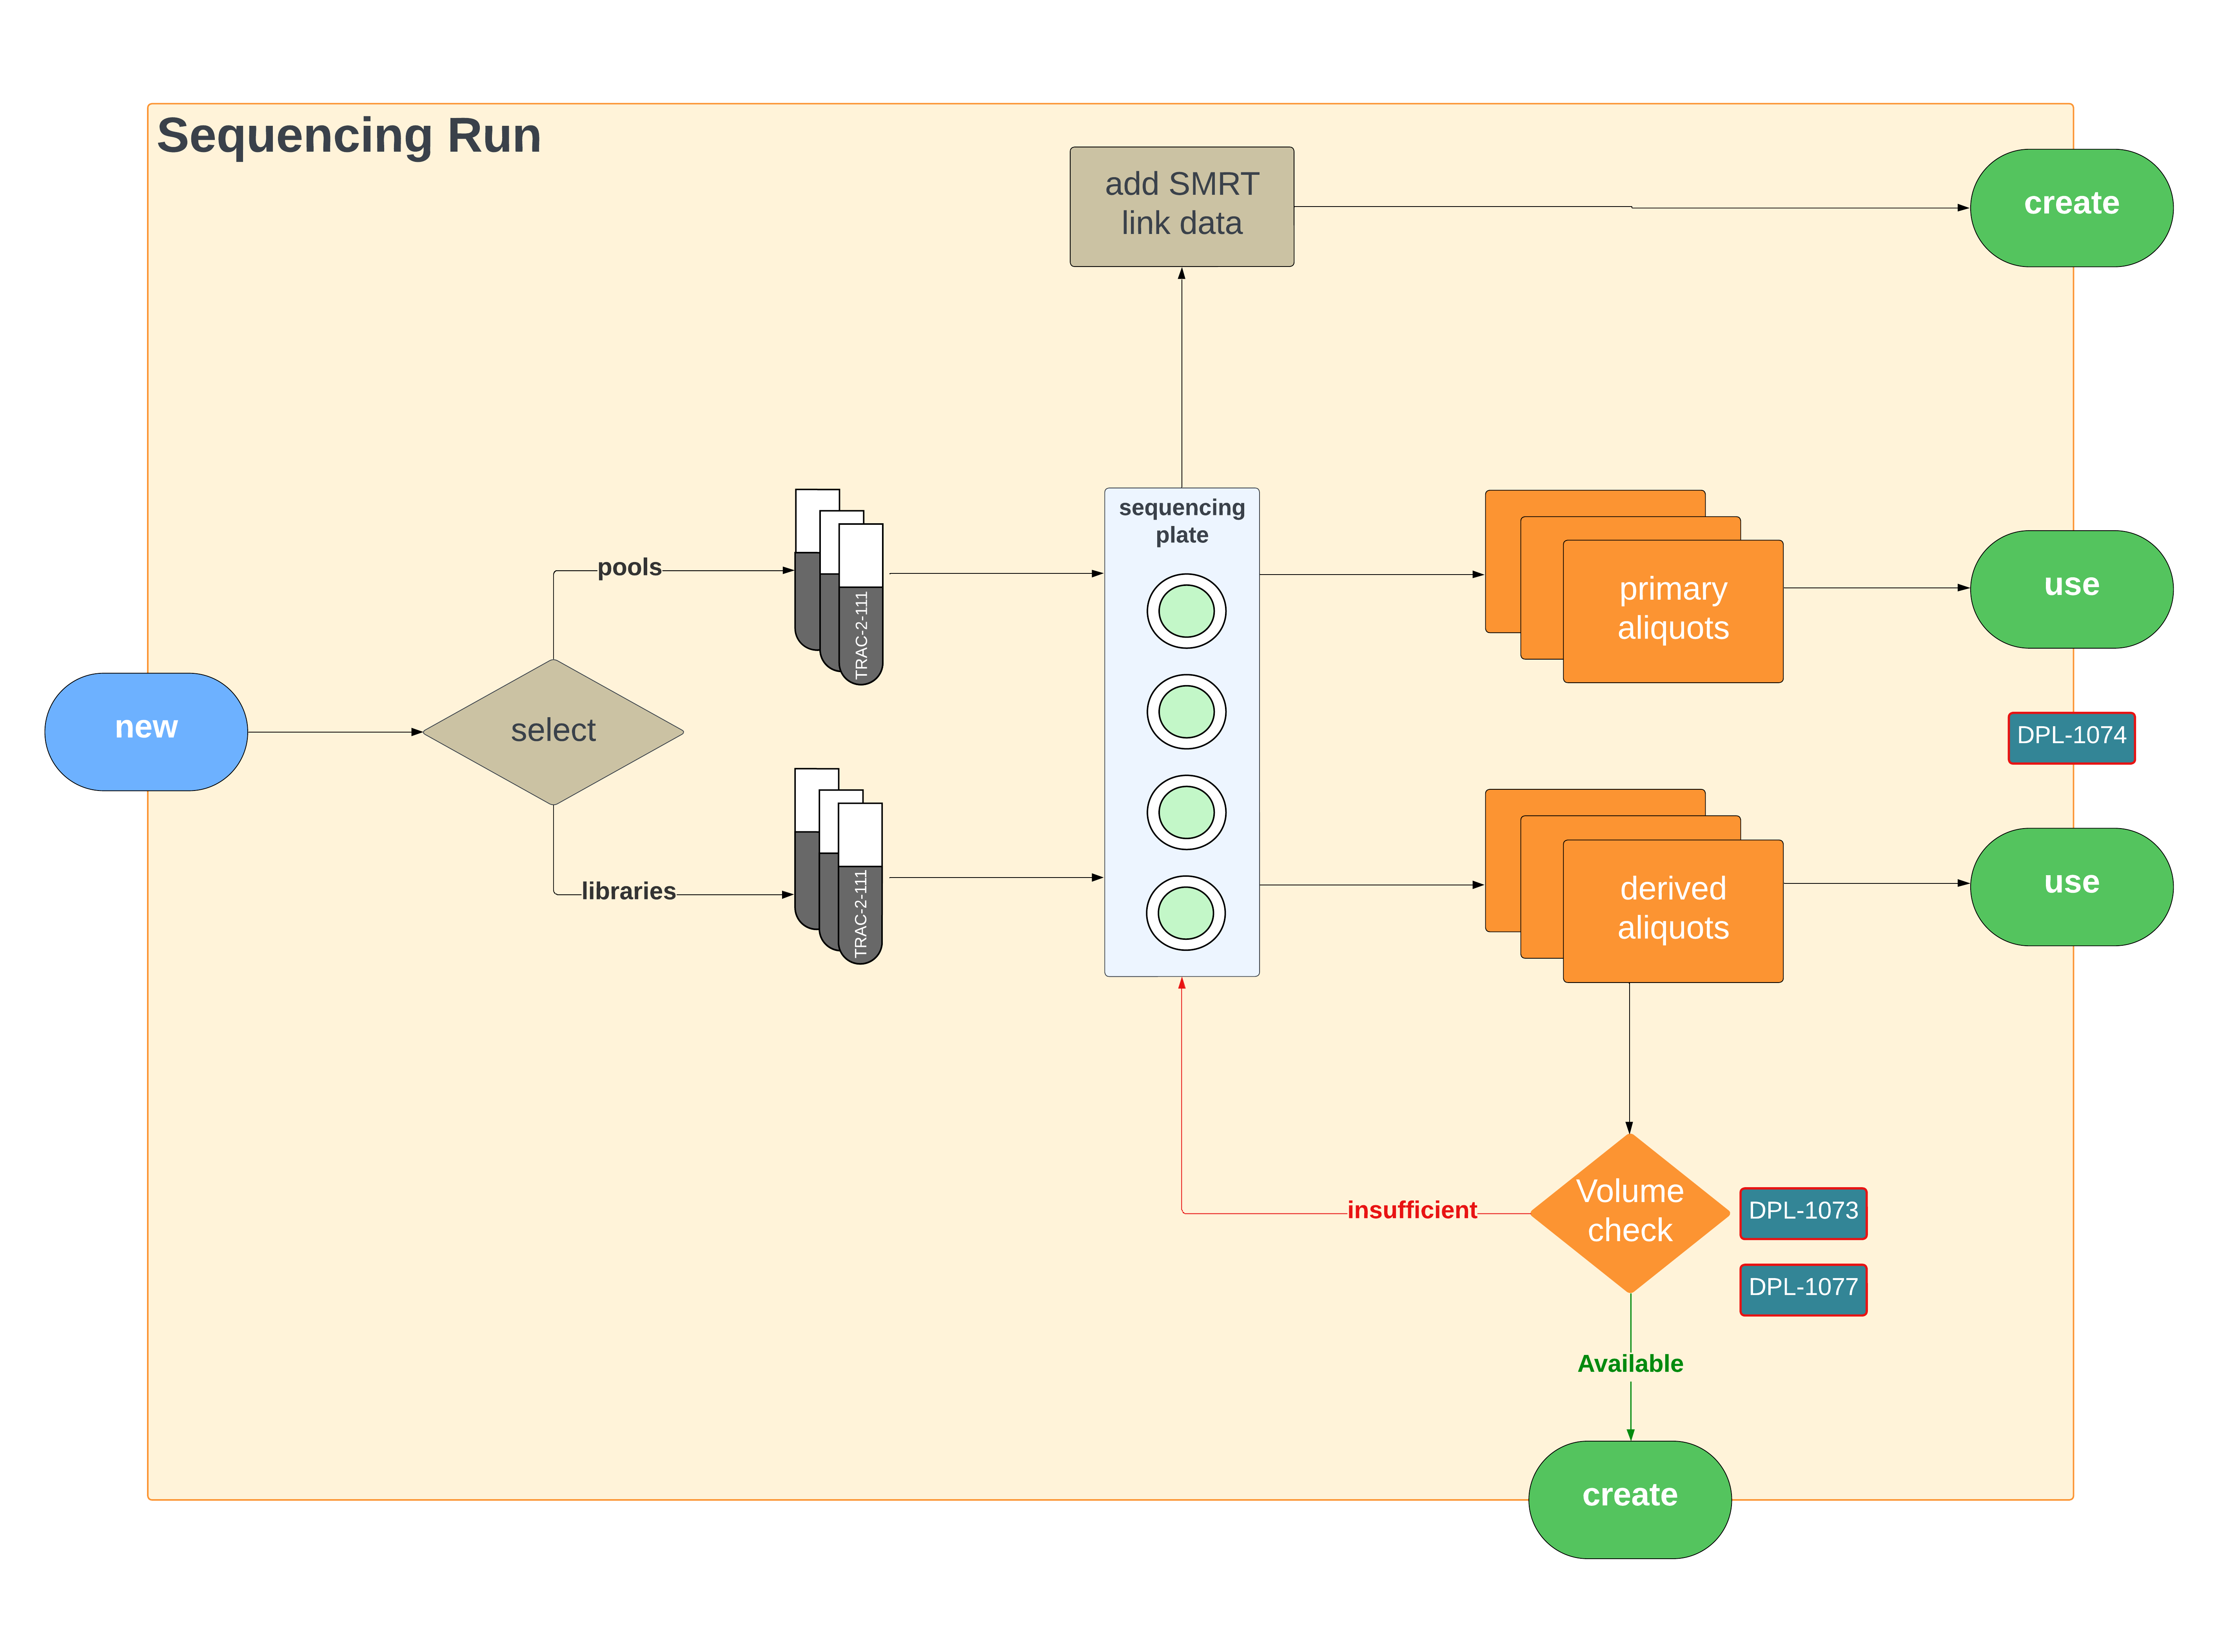 Sequencing Run
add SMRT
link data
create
sequencing
plate
pools
TRAC-2-111
primary
aliquots
use
new
select
DPL-1074
libraries
TRAC-2-111
derived
aliquots
use
insufficient
Volume
check
DPL-1073
DPL-1077
Available
create